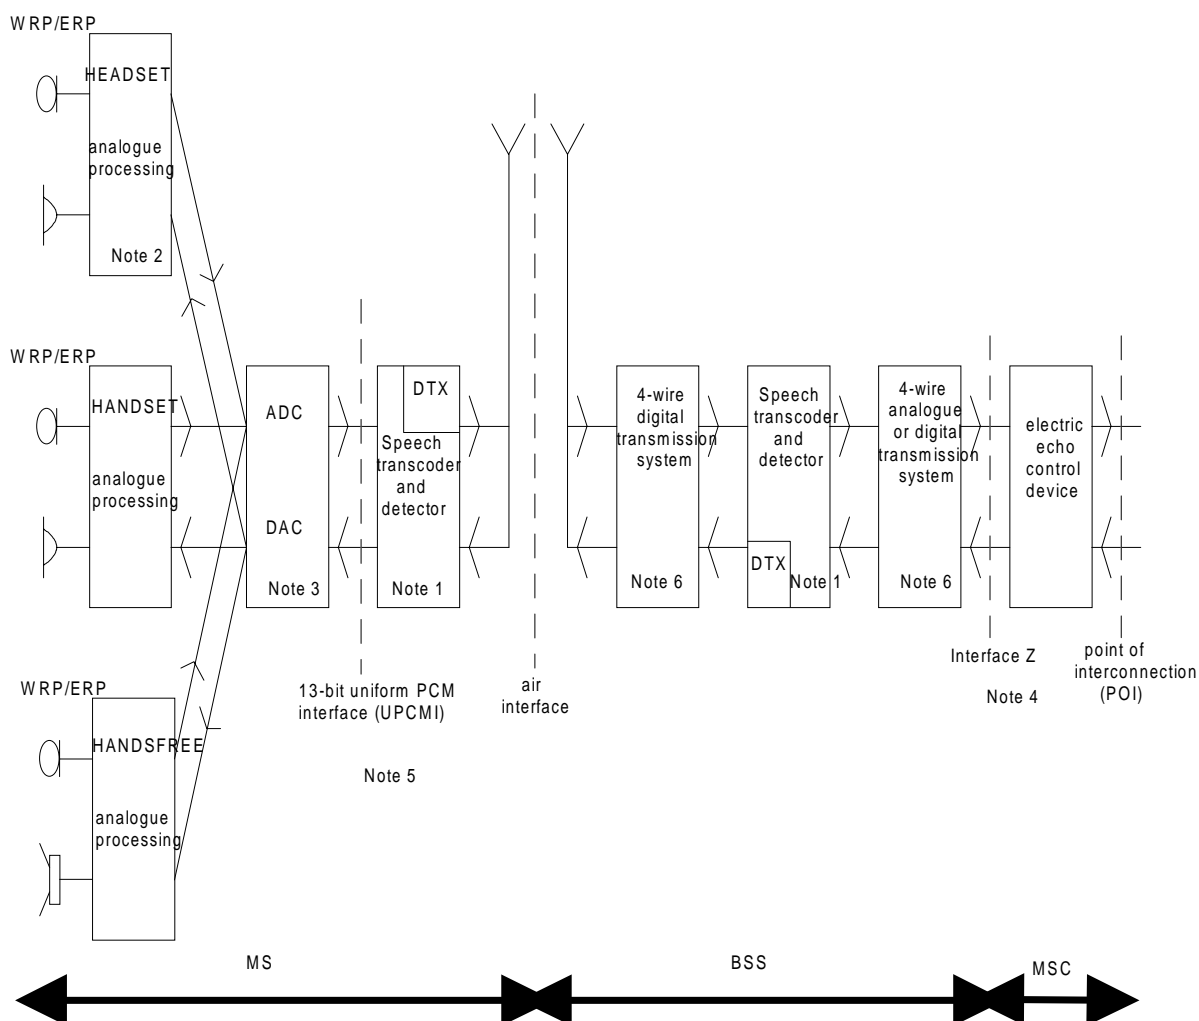 WRP/ERP
HEADSET
analogue
processing
Note 2
WRP/ERP
HANDSET
analogue
processing
WRP/ERP
HANDSFREE
analogue
processing
ADC
DAC
Note 3
13-bit uniform PCM
interface (UPCMI)
Note 5
DTX
Speech
transcoder
and
detector
Note 1
air
interface
4-wire
digital
transmission
system
Note 6
Speech
transcoder
and
detector
DTX
Note 1
4-wire
analogue
or digital
transmission
system
Note 6
Interface Z
Note 4
electric
echo
control
device
point of
interconnection
(POI)
MS
BSS
MSC